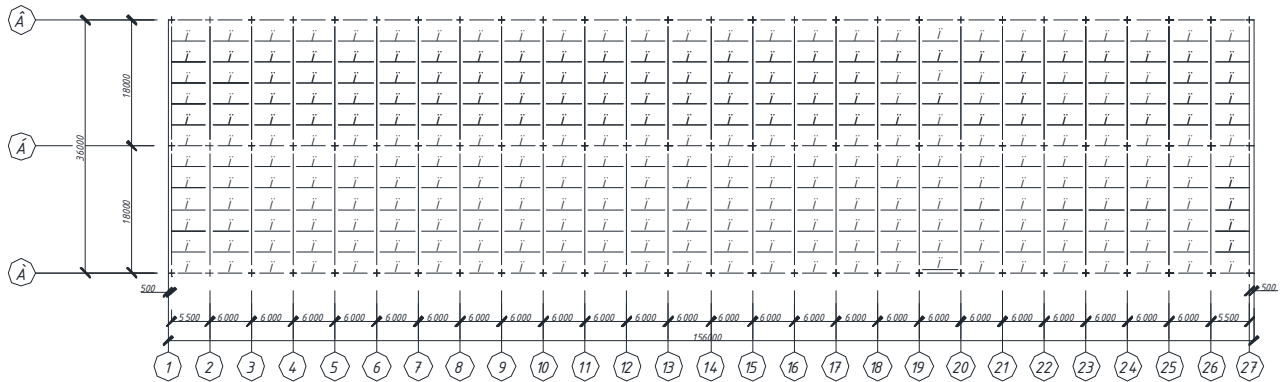 Â
ï ï ï ï ï ï ï ï ï ï ï ï ï ï ï ï ï ï ï ï ï ï ï ï ï ï
ï ï ï ï ï ï ï ï ï ï ï ï ï ï ï ï ï ï ï ï ï ï ï ï ï ï
ï ï ï ï ï ï ï ï ï ï ï ï ï ï ï ï ï ï ï ï ï ï ï ï ï ï
18000
ï ï ï ï ï ï ï ï ï ï ï ï ï ï ï ï ï ï ï ï ï ï ï ï ï ï
ï ï ï ï ï ï ï ï ï ï ï ï ï ï ï ï ï ï ï ï ï ï ï ï ï ï
Á
36000
ï ï ï ï ï ï ï ï ï ï ï ï ï ï ï ï ï ï ï ï ï ï ï ï ï ï
ï ï ï ï ï ï ï ï ï ï ï ï ï ï ï ï ï ï ï ï ï ï ï ï ï ï
ï ï ï ï ï ï ï ï ï ï ï ï ï ï ï ï ï ï ï ï ï ï ï ï ï ï
18000
ï ï ï ï ï ï ï ï ï ï ï ï ï ï ï ï ï ï ï ï ï ï ï ï ï ï
ï ï ï ï ï ï ï ï ï ï ï ï ï ï ï ï ï ï ï ï ï ï ï ï ï ï
ï ï ï ï ï ï ï ï ï ï ï ï ï ï ï ï ï ï ï ï ï ï ï ï ï ï
À
ï ï ï ï ï ï ï ï ï ï ï ï ï ï ï ï ï ï ï ï ï ï ï ï ï ï
500 500
5 500 6 000 6 000 6 000 6 000 6 000 6 000 6 000 6 000 6 000 6 000 6 000 6 000 6 000 6 000 6 000 6 000 6 000 6 000 6 000 6 000 6 000 6 000 6 000 6 000 5 500
156000
1 2 3 4 5 6 7 8 9 10 11 12 13 14 15 16 17 18 19 20 21 22 23 24 25 26 27